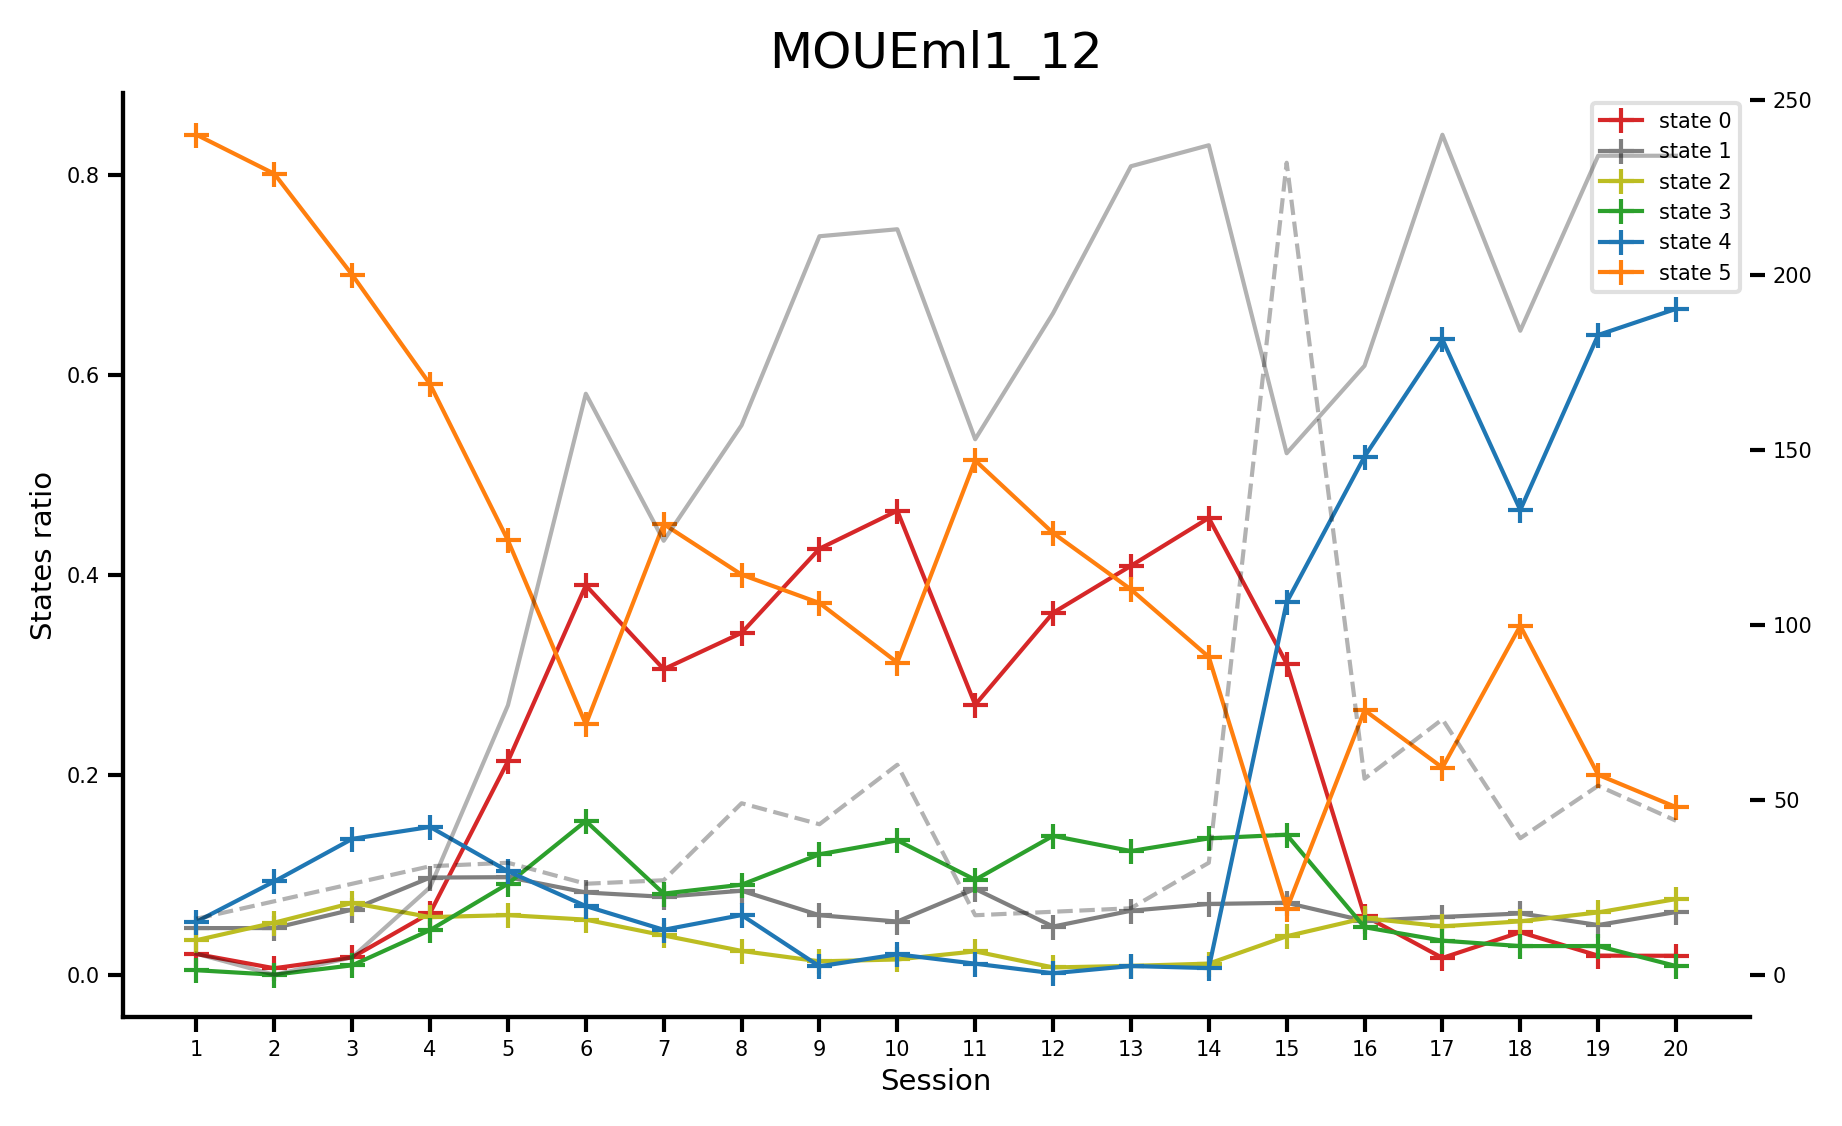 MOUEml1_12
250
state 0
state 1
0.8
state 2
state 3
state 4
200
state 5
0.6
150
States ratio
0.4
100
0.2
50
0.0
0
1 2 3 4 5 6 7 8 9 10 11 12 13 14 15 16 17 18 19 20
Session